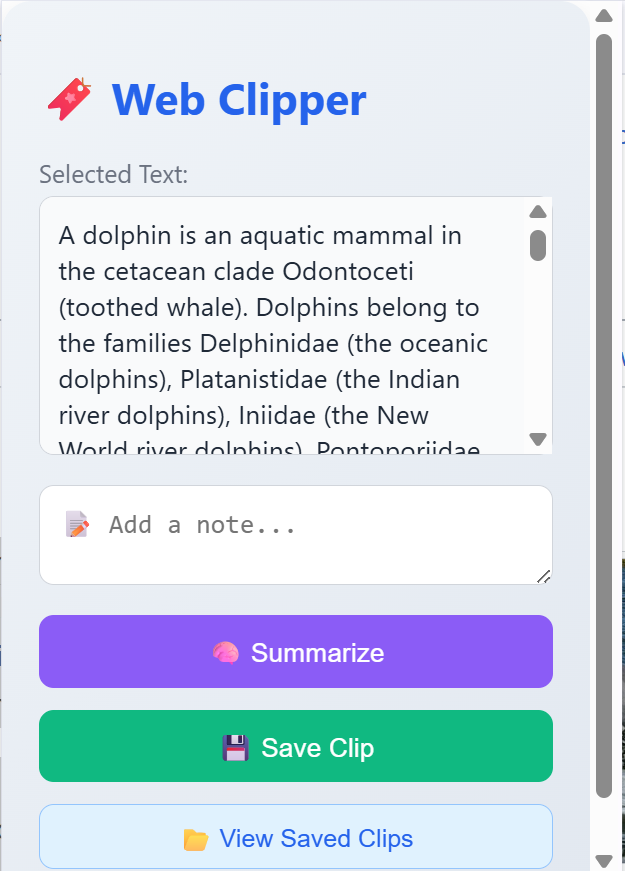 Web Clipper
Selected Text:
A dolphin is an aquatic mammal in
the cetacean clade Odontoceti
(toothed whale). Dolphins belong to
the families Delphinidae (the oceanic
dolphins), Platanistidae (the Indian
river dolphins), Iniidae (the New
World river dolphins), Pontoporiidae
Add a note...
Summarize
Save Clip
View Saved Clips